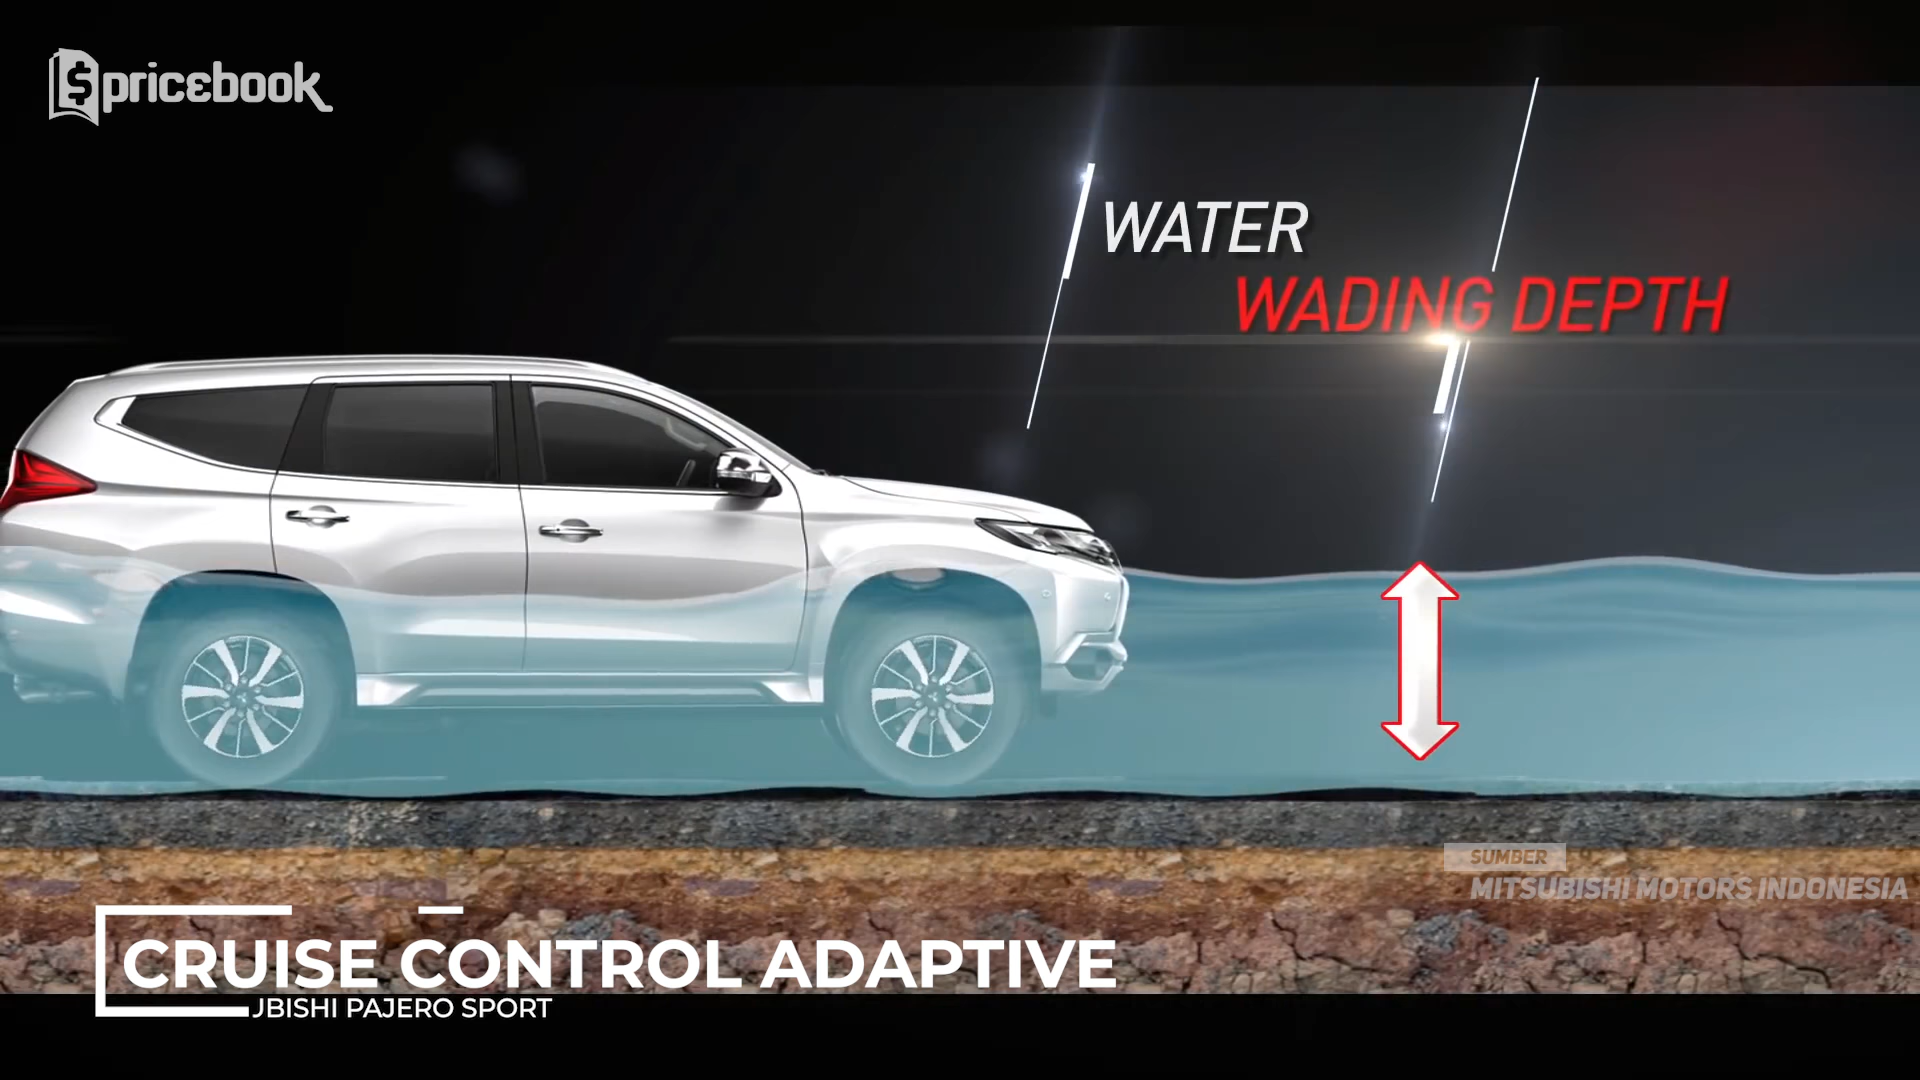 pricebook
WATER
WADING DEPTH
SUMBER
MITSUBISHI MOTORS INDONESIA
CRUISE CONTROL ADAPTIVE
JBISHI PAJERO SPORT